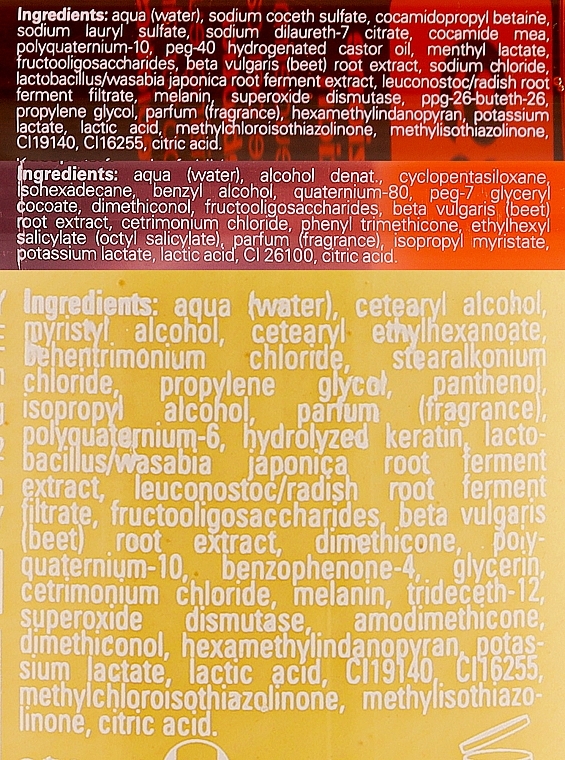 Ingredients: aqua (water), sodium coceth sulfate, cocamidopropyl betaine,
sodium lauryl sulfate, sodium dilaureth-7 citrate, cocamide mea,
polyquaternium-10, peg-40 hydrogenated castor oil, menthyl lactate,
fructooligosaccharides, beta vulgaris (beet) root extract, sodium chloride,
lactobacillus/wasabia japonica root ferment extract, leuconostoc/radish root
ferment filtrate, melanin, superoxide dismutase, ppg-26-buteth-26,
propylene glycol, parfum (fragrance), hexamethylindanopyran, potassium
lactate, lactic acid, methylchloroisothiazolinone, methylisothiazolinone,
CI19140, CI16255, citric acid.
Ingredients: aqua (water), alcohol denat., cyclopentasiloxane,
isohexadecane, benzyl alcohol, quaternium-80, peg-7 glyceryl
cocoate, dimethiconol, fructooligosaccharides, beta vulgaris (beet)
root extract, cetrimonium chloride, phenyl trimethicone, ethylhexyl
salicylate (octyl salicylate), parfum (fragrance), isopropyl myristate,
potassium lactate, lactic acid, CI 26100, citric acid.
Ingredients: aqua (water), cetearyl alcohol,
myristyl alcohol, cetearyl ethylhexanoate,
behentrimonium chloride, stearalkonium
chloride, propylene glycol, panthenol,
isopropyl alcohol, parfum (fragrance),
polyquaternium-6, hydrolyzed keratin, lacto-
bacillus/wasabia japonica root ferment
extract, leuconostoc/radish root ferment
filtrate, fructooligosaccharides, beta vulgaris
(beet) root extract, dimethicone, poly-
quaternium-10, benzophenone-4, glycerin,
cetrimonium chloride, melanin, trideceth-12,
superoxide dismutase, amodimethicone,
dimethiconol, hexamethylindanopyran, potas-
sium lactate, lactic acid, CI19140, CI16255,
methylchloroisothiazolinone, methylisothiazo-
linone, citric acid.